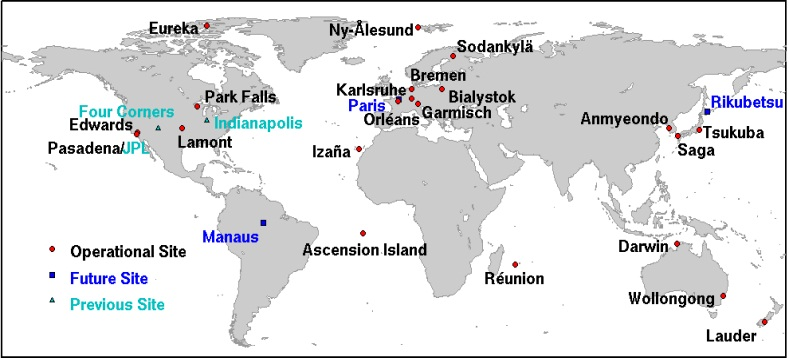 Eureka
Ny-Ålesund
Sodankylä
Bremen
Karlsruhe
Park Falls
Paris
Bialystok
Rikubetsu
Four Corners
Indianapolis
Orléans
Garmisch
Anmyeondo
Edwards
Lamont
Tsukuba
Pasadena/JPL
Izaña
Saga
Manaus
Ascension Island
Darwin
Operational Site
Réunion
Future Site
Wollongong
Previous Site
Lauder